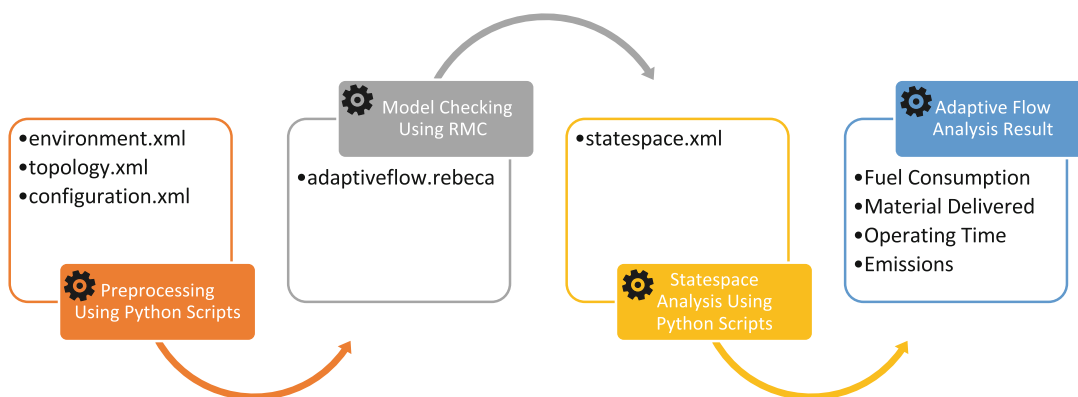 •environment.xml
•topology.xml
•configuration.xml
Preprocessing
Using Python Scripts
Model Checking
Using RMC
•adaptiveflow.rebeca
•statespace.xml
Statespace
Analysis Using
Python Scripts
Adaptive Flow
Analysis Result
•Fuel Consumption
•Material Delivered
•Operating Time
•Emissions